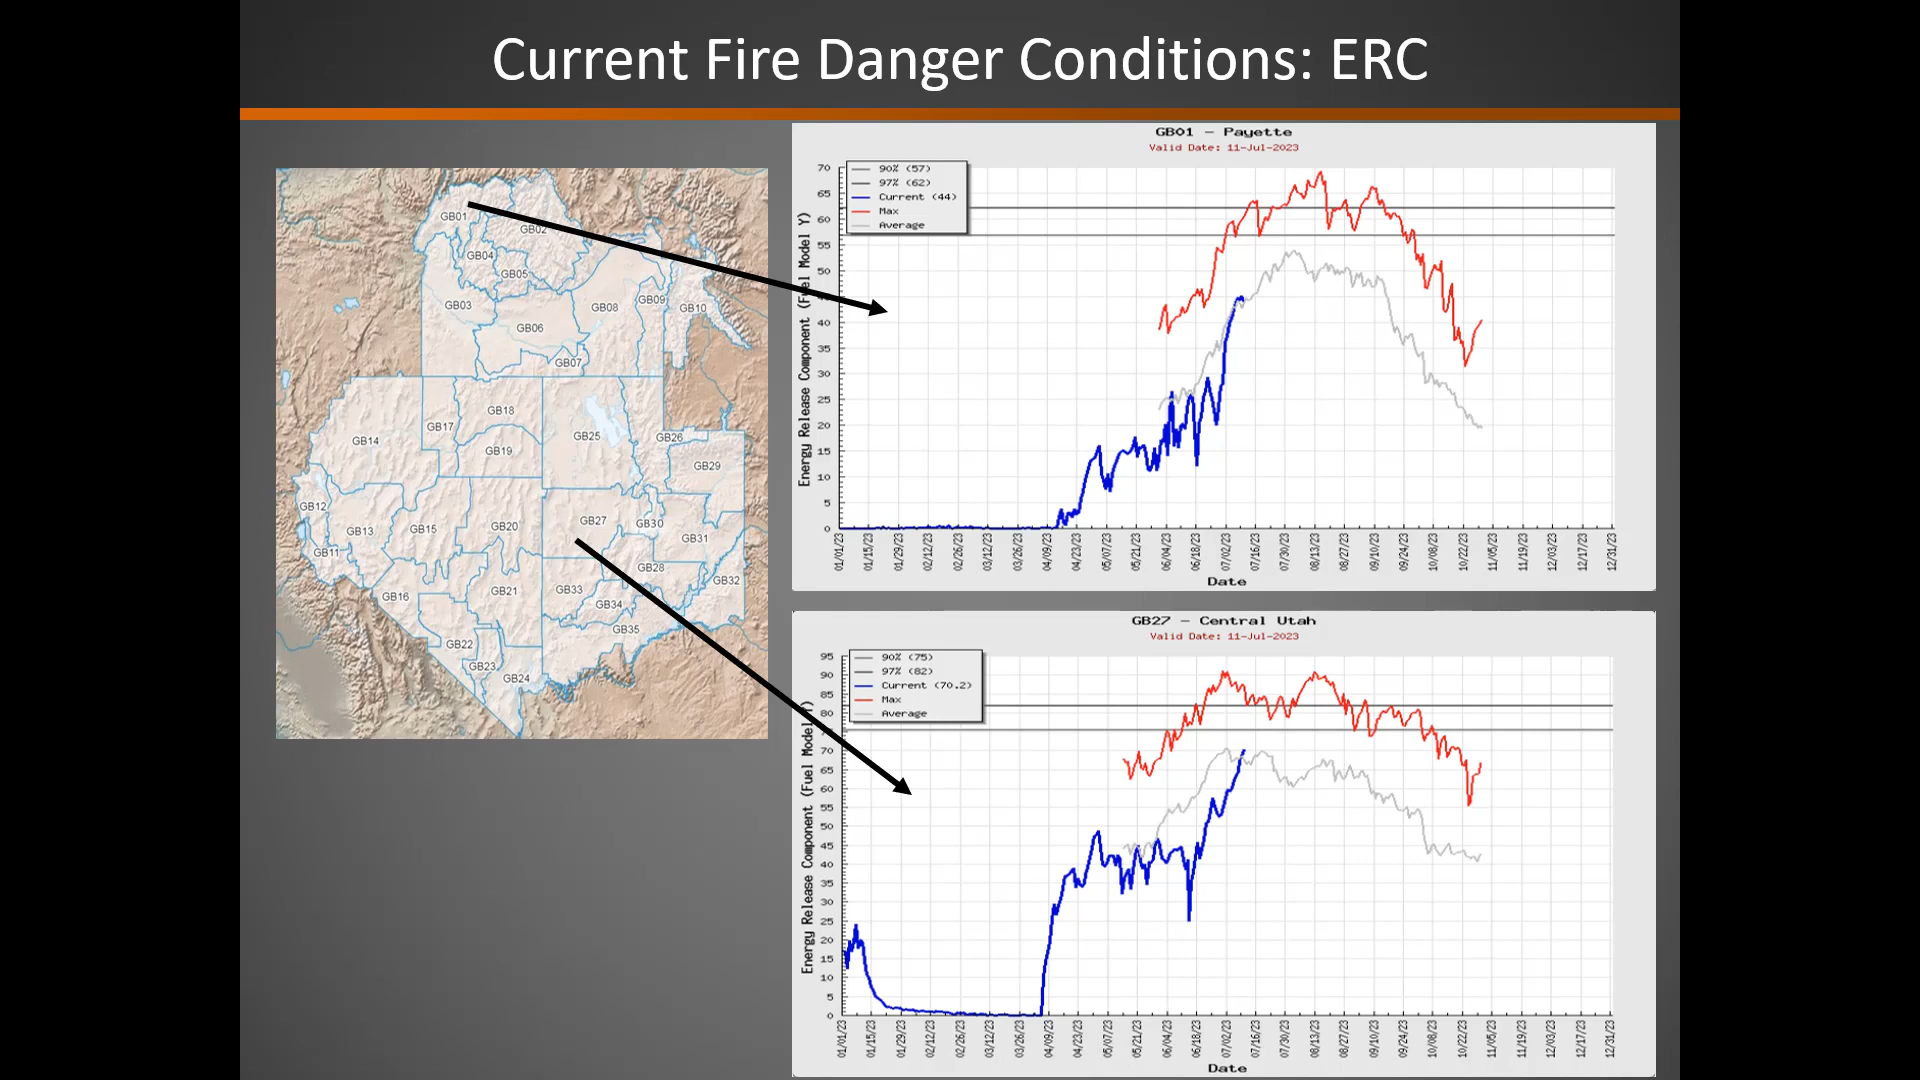 Current Fire Danger Conditions: ERC
GB01
GB02
GB04
GB05
GB03
GB08
GB09
GB10
GB06
GB07
GB18
GB17
GB14
GB25
GB26
GB19
GB29
GB12
GB13
GB15
GB20
GB27
GB30
GB31
GB11
GB28
GB32
GB16
GB21
GB33
GB34
GB35
GB22
GB23
GB24
GB01 - Payette
Valid Date: 11-Jul-2023
90% (57)
97% (62)
Current (44)
Max
Average
Energy Release Component (Fuel Model Y)
70
65
60
55
50
40
35
30
25
20
15
10
5
0
01/01/23
01/15/23
01/29/23
02/12/23
02/26/23
03/12/23
03/26/23
04/09/23
04/23/23
05/07/23
05/21/23
06/04/23
06/18/23
07/02/23
07/16/23
07/30/23
08/13/23
08/27/23
09/10/23
09/24/23
10/08/23
10/22/23
11/05/23
11/19/23
12/03/23
12/17/23
12/31/23
Date
GB27 - Central Utah
Valid Date: 11-Jul-2023
90% (75)
97% (82)
Current (70.2)
Max
Average
Energy Release Component (Fuel Model Y)
95
90
85
80
70
65
60
55
50
45
40
35
30
25
20
15
10
5
0
01/01/23
01/15/23
01/29/23
02/12/23
02/26/23
03/12/23
03/26/23
04/09/23
04/23/23
05/07/23
05/21/23
06/04/23
06/18/23
07/02/23
07/16/23
07/30/23
08/13/23
08/27/23
09/10/23
09/24/23
10/08/23
10/22/23
11/05/23
11/19/23
12/03/23
12/17/23
12/31/23
Date